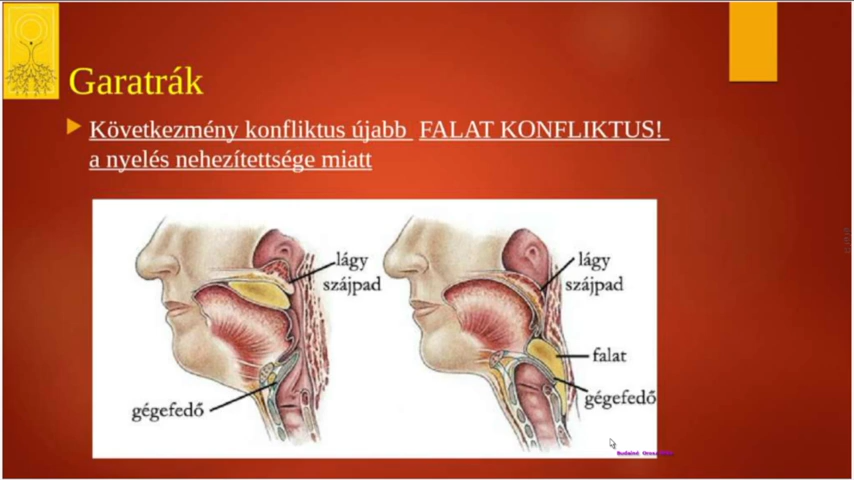 Garatrák
Következmény konfliktus újabb FALAT KONFLIKTUS!
a nyelés nehezítettsége miatt
lágy
szájpad
gégefedő
lágy
szájpad
falat
gégefedő